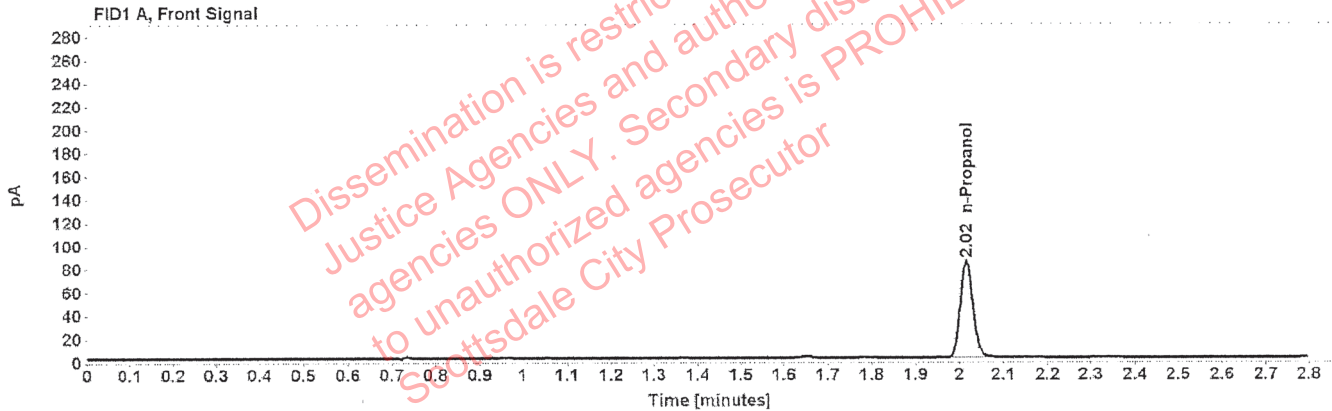 FID1 A, Front Signal
280
260
240
220
200
180
160
140
120
100
80
60
40
20
0
pA
2.02 n-Propanol
0 0.1 0.2 0.3 0.4 0.5 0.6 0.7 0.8 0.9 1 1.1 1.2 1.3 1.4 1.5 1.6 1.7 1.8 1.9 2 2.1 2.2 2.3 2.4 2.5 2.6 2.7 2.8
Time [minutes]
Dissemination is
Justice Agencies and
agencies ONLY. Secondary
to unauthorized agencies is
Scottsdale City Prosecutor